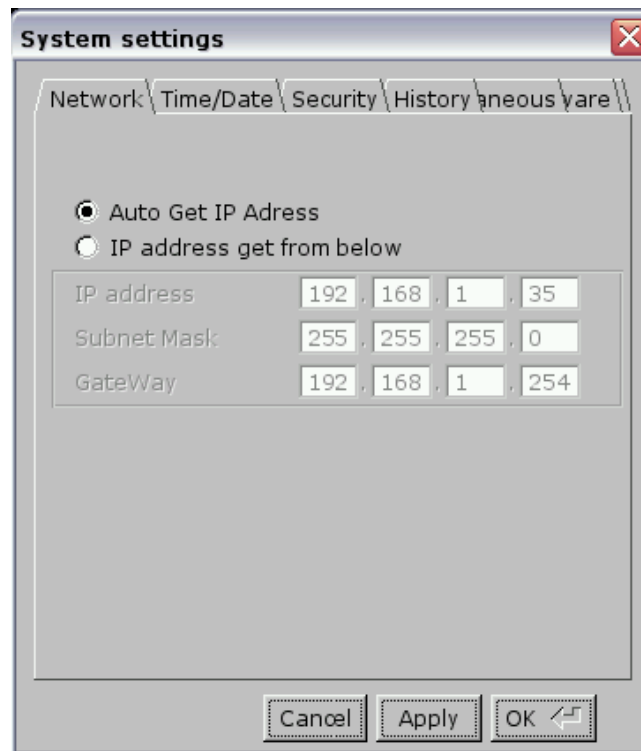 System settings
Network Time/Date Security History aneous vare
Auto Get IP Adress
IP address get from below
IP address 192 . 168 . 1 . 35
Subnet Mask 255 . 255 . 255 . 0
GateWay 192 . 168 . 1 . 254
Cancel Apply OK